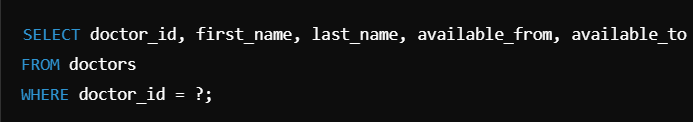 SELECT doctor_id, first_name, last_name, available_from, available_to
FROM doctors
WHERE doctor_id = ?;